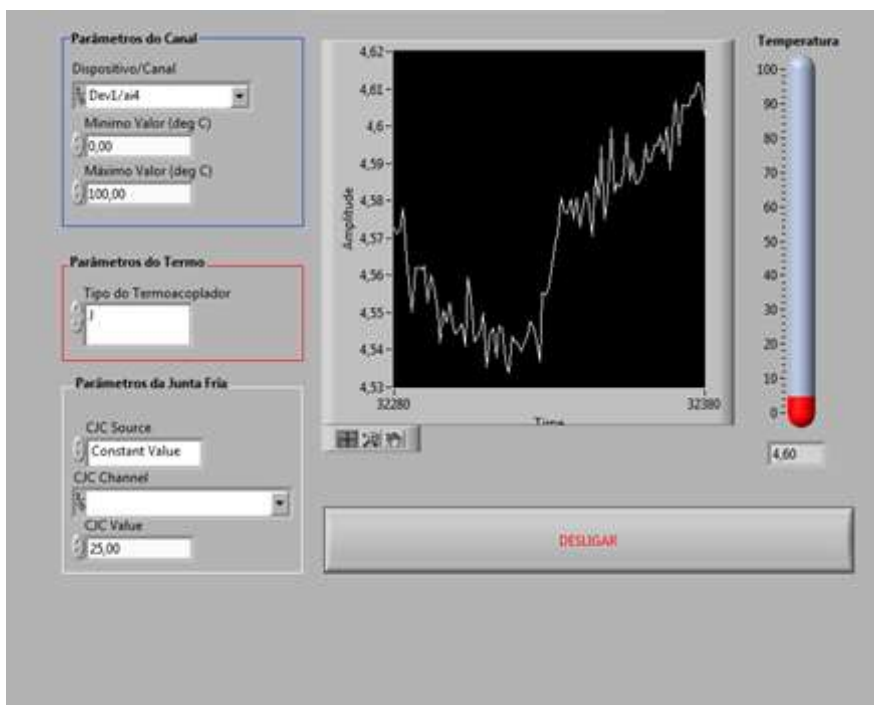 Parâmetros do Canal
Dispositivo/Canal
Dev1/ai4
Minimo Valor (deg C)
0,00
Máximo Valor (deg C)
100,00
Parâmetros do Termo
Tipo do Termoacoplador
J
Parâmetros da Junta Fria
CJC Source
Constant Value
CJC Channel
CJC Value
25,00
Amplitude
4,62
4,61
4,6
4,59
4,58
4,57
4,56
4,55
4,54
4,53
32280
32380
Time
Temperatura
100
90
80
70
60
50
40
30
20
10
0
4,60
DESLIGAR